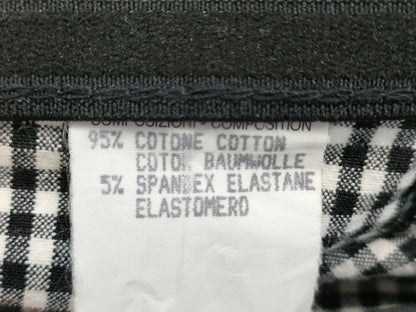 COMPOSIZIONI - COMPOSITION
95% COTONE COTTON
COTON BAUMWOLLE
5% SPANDEX ELASTANE
ELASTOMERO